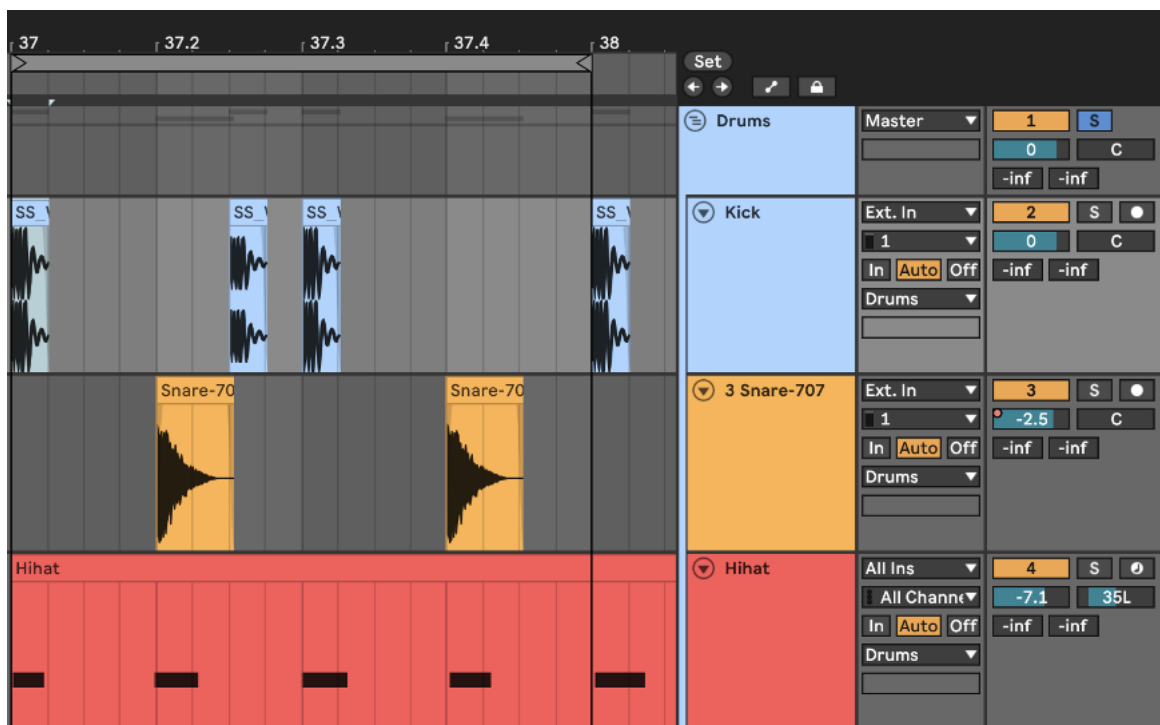 37 37.2 37.3 37.4 38
Set
Drums Master 1 S
0 C
-inf -inf
SS_ SS_ SS_ SS_ Kick Ext. In 2 S
1 0 C
In Auto Off -inf -inf
Drums
Snare-70 Snare-70 3 Snare-707 Ext. In 3 S
1 -2.5 C
In Auto Off -inf -inf
Drums
Hihat Hihat All Ins 4 S
All Channe -7.1 35L
In Auto Off -inf -inf
Drums